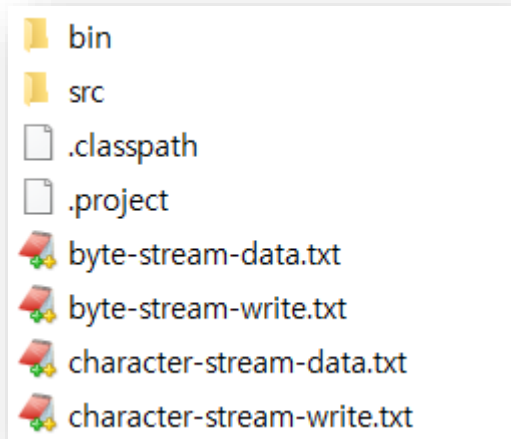 bin
src
.classpath
.project
byte-stream-data.txt
byte-stream-write.txt
character-stream-data.txt
character-stream-write.txt